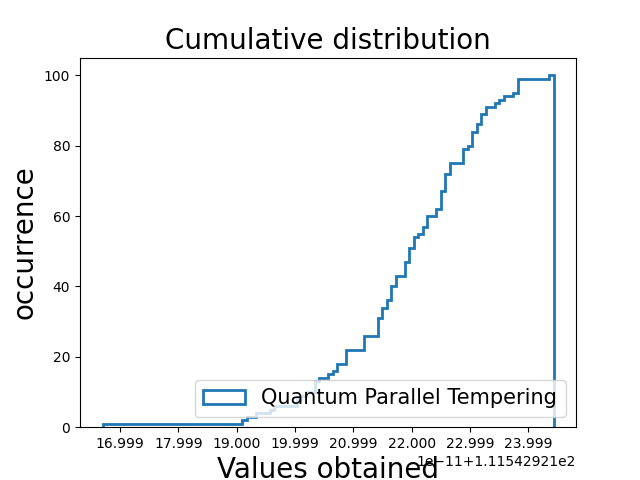 Cumulative distribution
occurrence
100
80
60
40
20
0
Quantum Parallel Tempering
16.999 17.999 19.000 19.999 20.999 22.000 22.999 23.999
1e−11+1.11542921e2
Values obtained